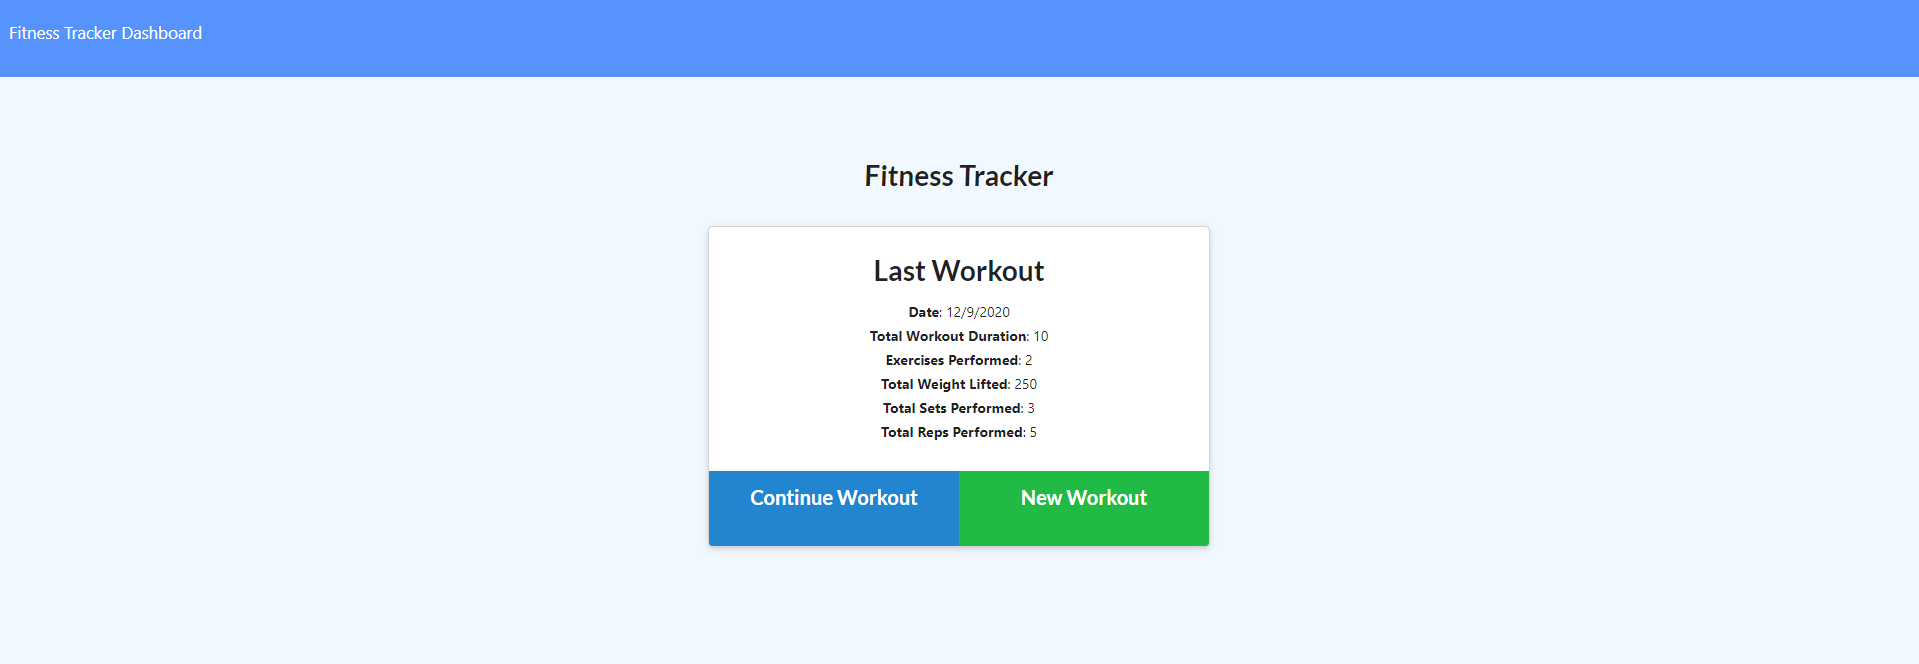 Fitness Tracker Dashboard
Fitness Tracker
Last Workout
Date: 12/9/2020
Total Workout Duration: 10
Exercises Performed: 2
Total Weight Lifted: 250
Total Sets Performed: 3
Total Reps Performed: 5
Continue Workout New Workout